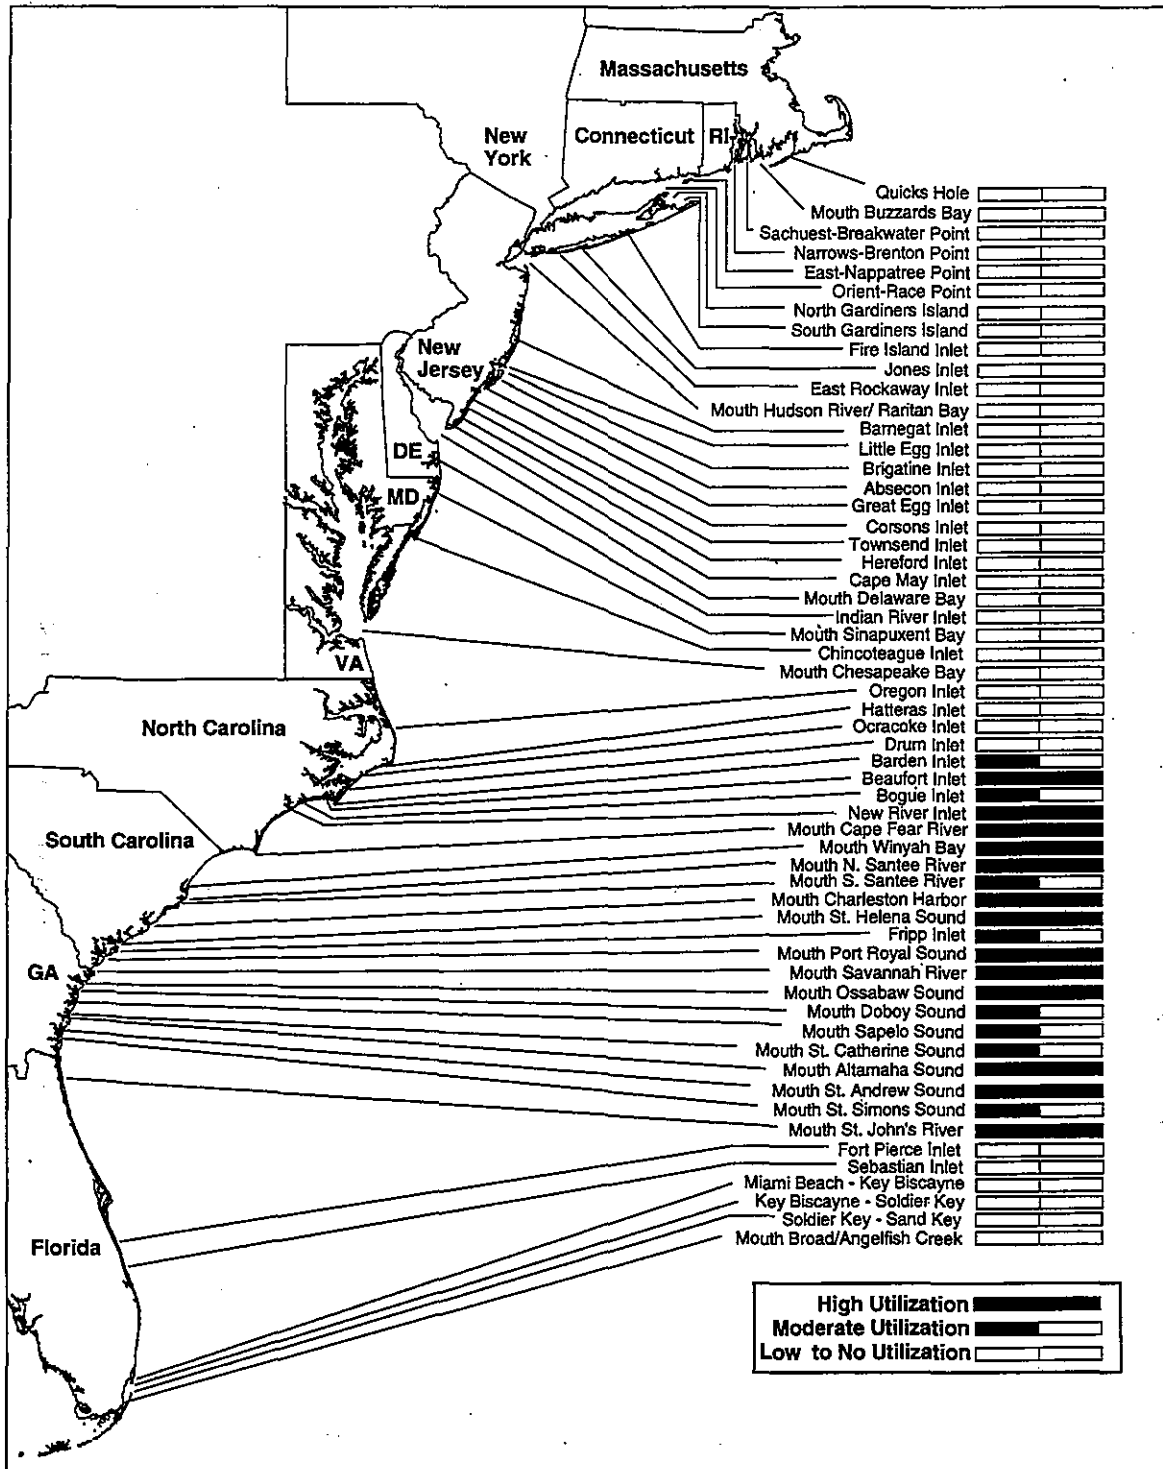 Massachusetts
New
York
Connecticut
RI
Quicks Hole
Mouth Buzzards Bay
Sachuest-Breakwater Point
Narrows-Brenton Point
East-Nappatree Point
Orient-Race Point
North Gardiners Island
South Gardiners Island
Fire Island Inlet
New
Jersey
Jones Inlet
East Rockaway Inlet
Mouth Hudson River/ Raritan Bay
Barnegat Inlet
Little Egg Inlet
DE
Brigatine Inlet
MD
Absecon Inlet
Great Egg Inlet
Corsons Inlet
Townsend Inlet
Hereford Inlet
Cape May Inlet
Mouth Delaware Bay
Indian River Inlet
Mouth Sinapuxent Bay
Chincoteague Inlet
VA
Mouth Chesapeake Bay
Oregon Inlet
Hatteras Inlet
North Carolina
Ocracoke Inlet
Drum Inlet
Barden Inlet
Beaufort Inlet
Bogue Inlet
New River Inlet
Mouth Cape Fear River
South Carolina
Mouth Winyah Bay
Mouth N. Santee River
Mouth S. Santee River
Mouth Charleston Harbor
Mouth St. Helena Sound
Fripp Inlet
Mouth Port Royal Sound
GA
Mouth Savannah River
Mouth Ossabaw Sound
Mouth Doboy Sound
Mouth Sapelo Sound
Mouth St. Catherine Sound
Mouth Altamaha Sound
Mouth St. Andrew Sound
Mouth St. Simons Sound
Mouth St. John's River
Fort Pierce Inlet
Sebastian Inlet
Miami Beach - Key Biscayne
Key Biscayne - Soldier Key
Soldier Key - Sand Key
Mouth Broad/Angelfish Creek
Florida
High Utilization
Moderate Utilization
Low to No Utilization